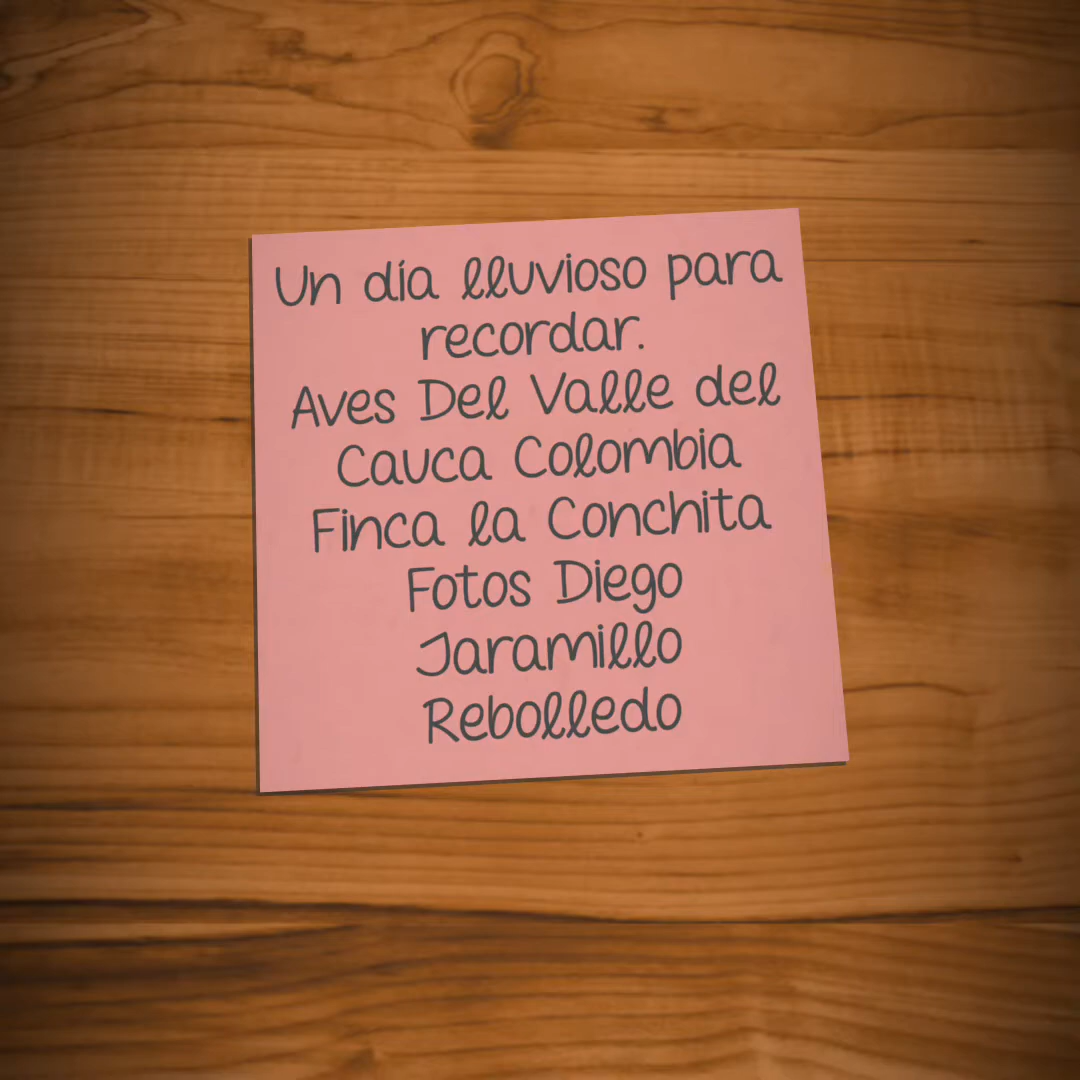 Un día lluvioso para
recordar.
Aves Del Valle del
Cauca Colombia
Finca la Conchita
Fotos Diego
Jaramillo
Rebolledo